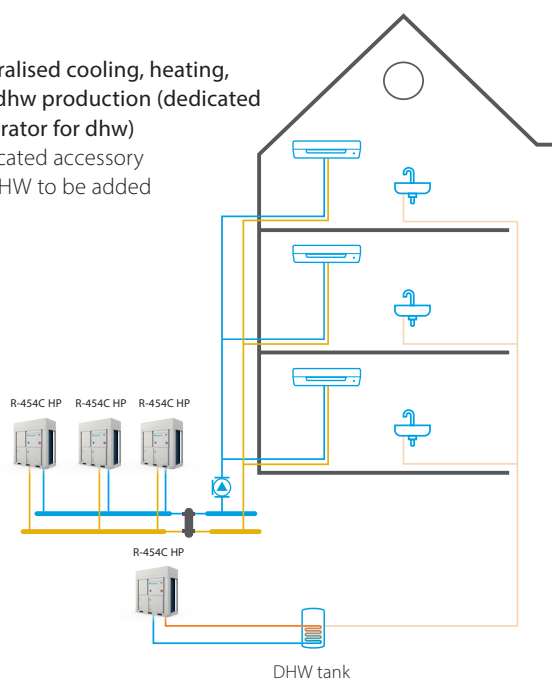 ralised cooling, heating,
dhw production (dedicated
rator for dhw)
cated accessory
HW to be added
R-454C HP R-454C HP R-454C HP
R-454C HP
DHW tank